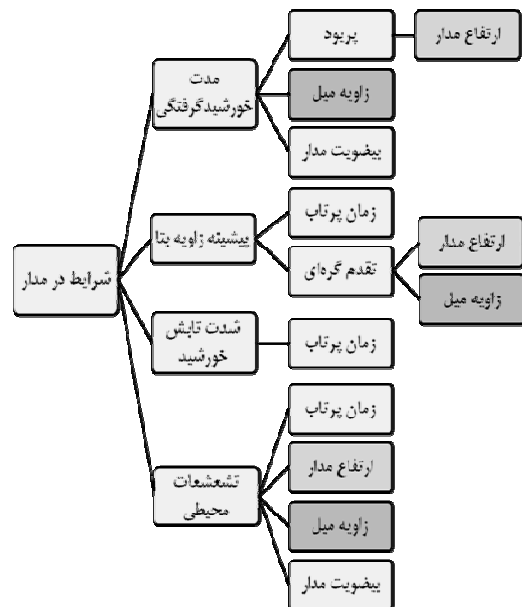 ارتفاع مدار
پریود
مدت
خورشیدگرفتگی
زاویه میل
بیضویت مدار
زمان پرتاب
بیشینه زاویه بتا
تقدم گره‌ای
ارتفاع مدار
زاویه میل
شرایط در مدار
شدت تابش
خورشید
زمان پرتاب
زمان پرتاب
ارتفاع مدار
تشعشعات
محیطی
زاویه میل
بیضویت مدار